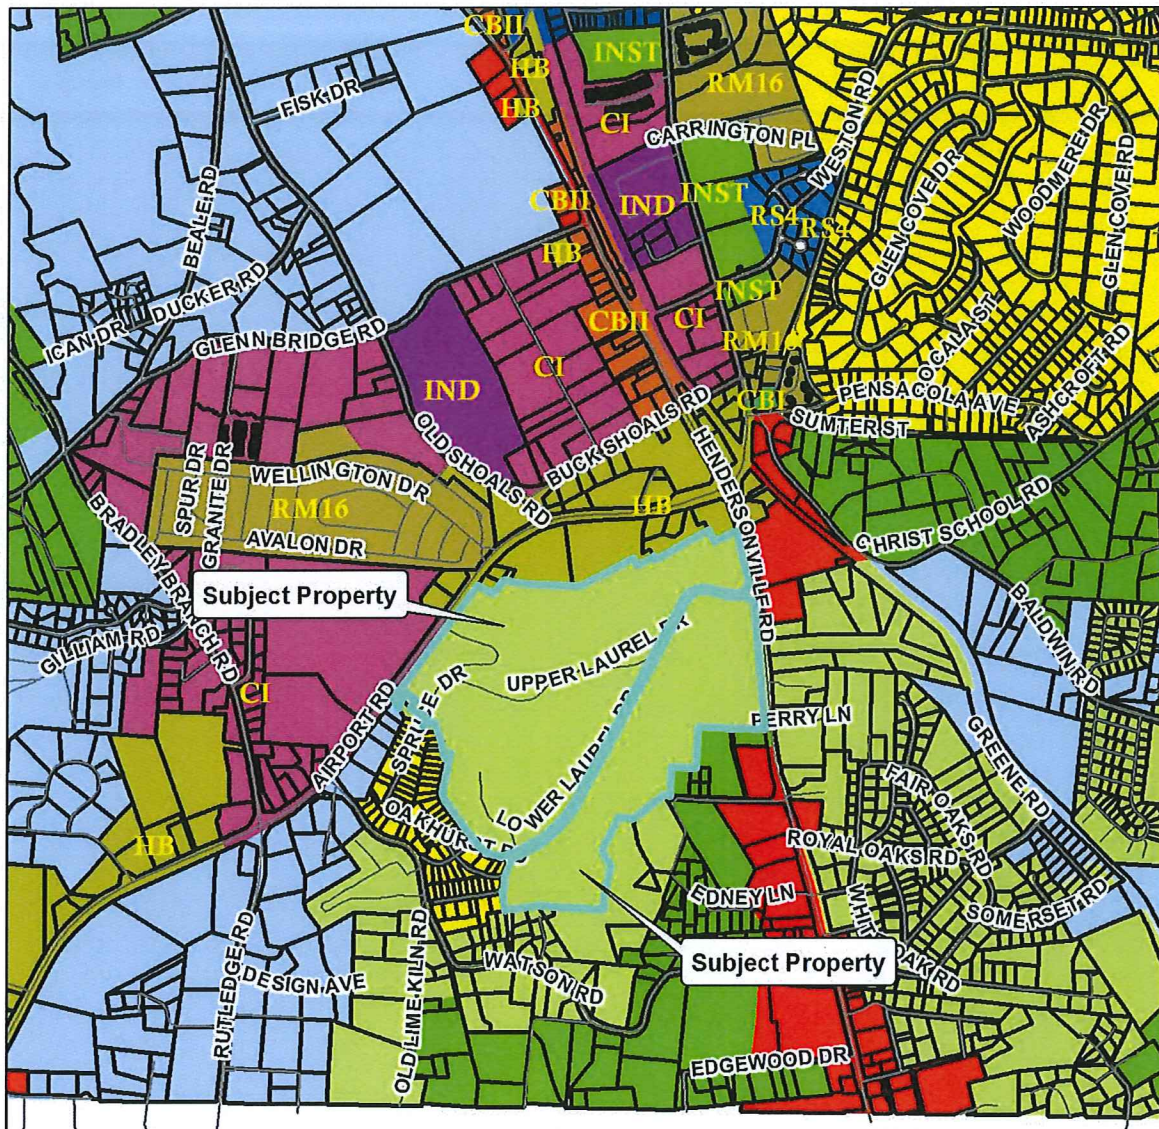 CBII
INST
HB
RM16
HB
FISK DR
CI
CARRINGTON PL
WESTON RD
WOODMERE DR
GLEN COVE DR
GLEN COVE RD
BEALE RD
CBII
IND
INST
RS4
RS4
HB
DUCKER RD
INST
ICAN DR
GLENN BRIDGE RD
CBII
CI
RM16
OCALA ST
ASHCROFT RD
CI
IND
PENSACOLA AVE
CBI
SUMTER ST
OLD SHOALS RD
BUCK SHOALS RD
HENDERSONVILLE RD
SPUR DR
GRANITE DR
WELLINGTON DR
RM16
HB
AVALON DR
BRADLEY BRANCH RD
CHRIST SCHOOL RD
BALDWIN RD
Subject Property
GILLIAM RD
UPPER LAUREL DR
CI
AIRPORT RD
SPRUCE DR
PERRY LN
GREENE RD
LOWER LAUREL DR
FAIR OAKS RD
OAKHURST
HB
ROYAL OAKS RD
EDNEY LN
WHITE OAK RD
SOMERSET RD
RUTLEDGE RD
DESIGN AVE
OLD LIME KILN RD
WATSON RD
Subject Property
EDGEWOOD DR